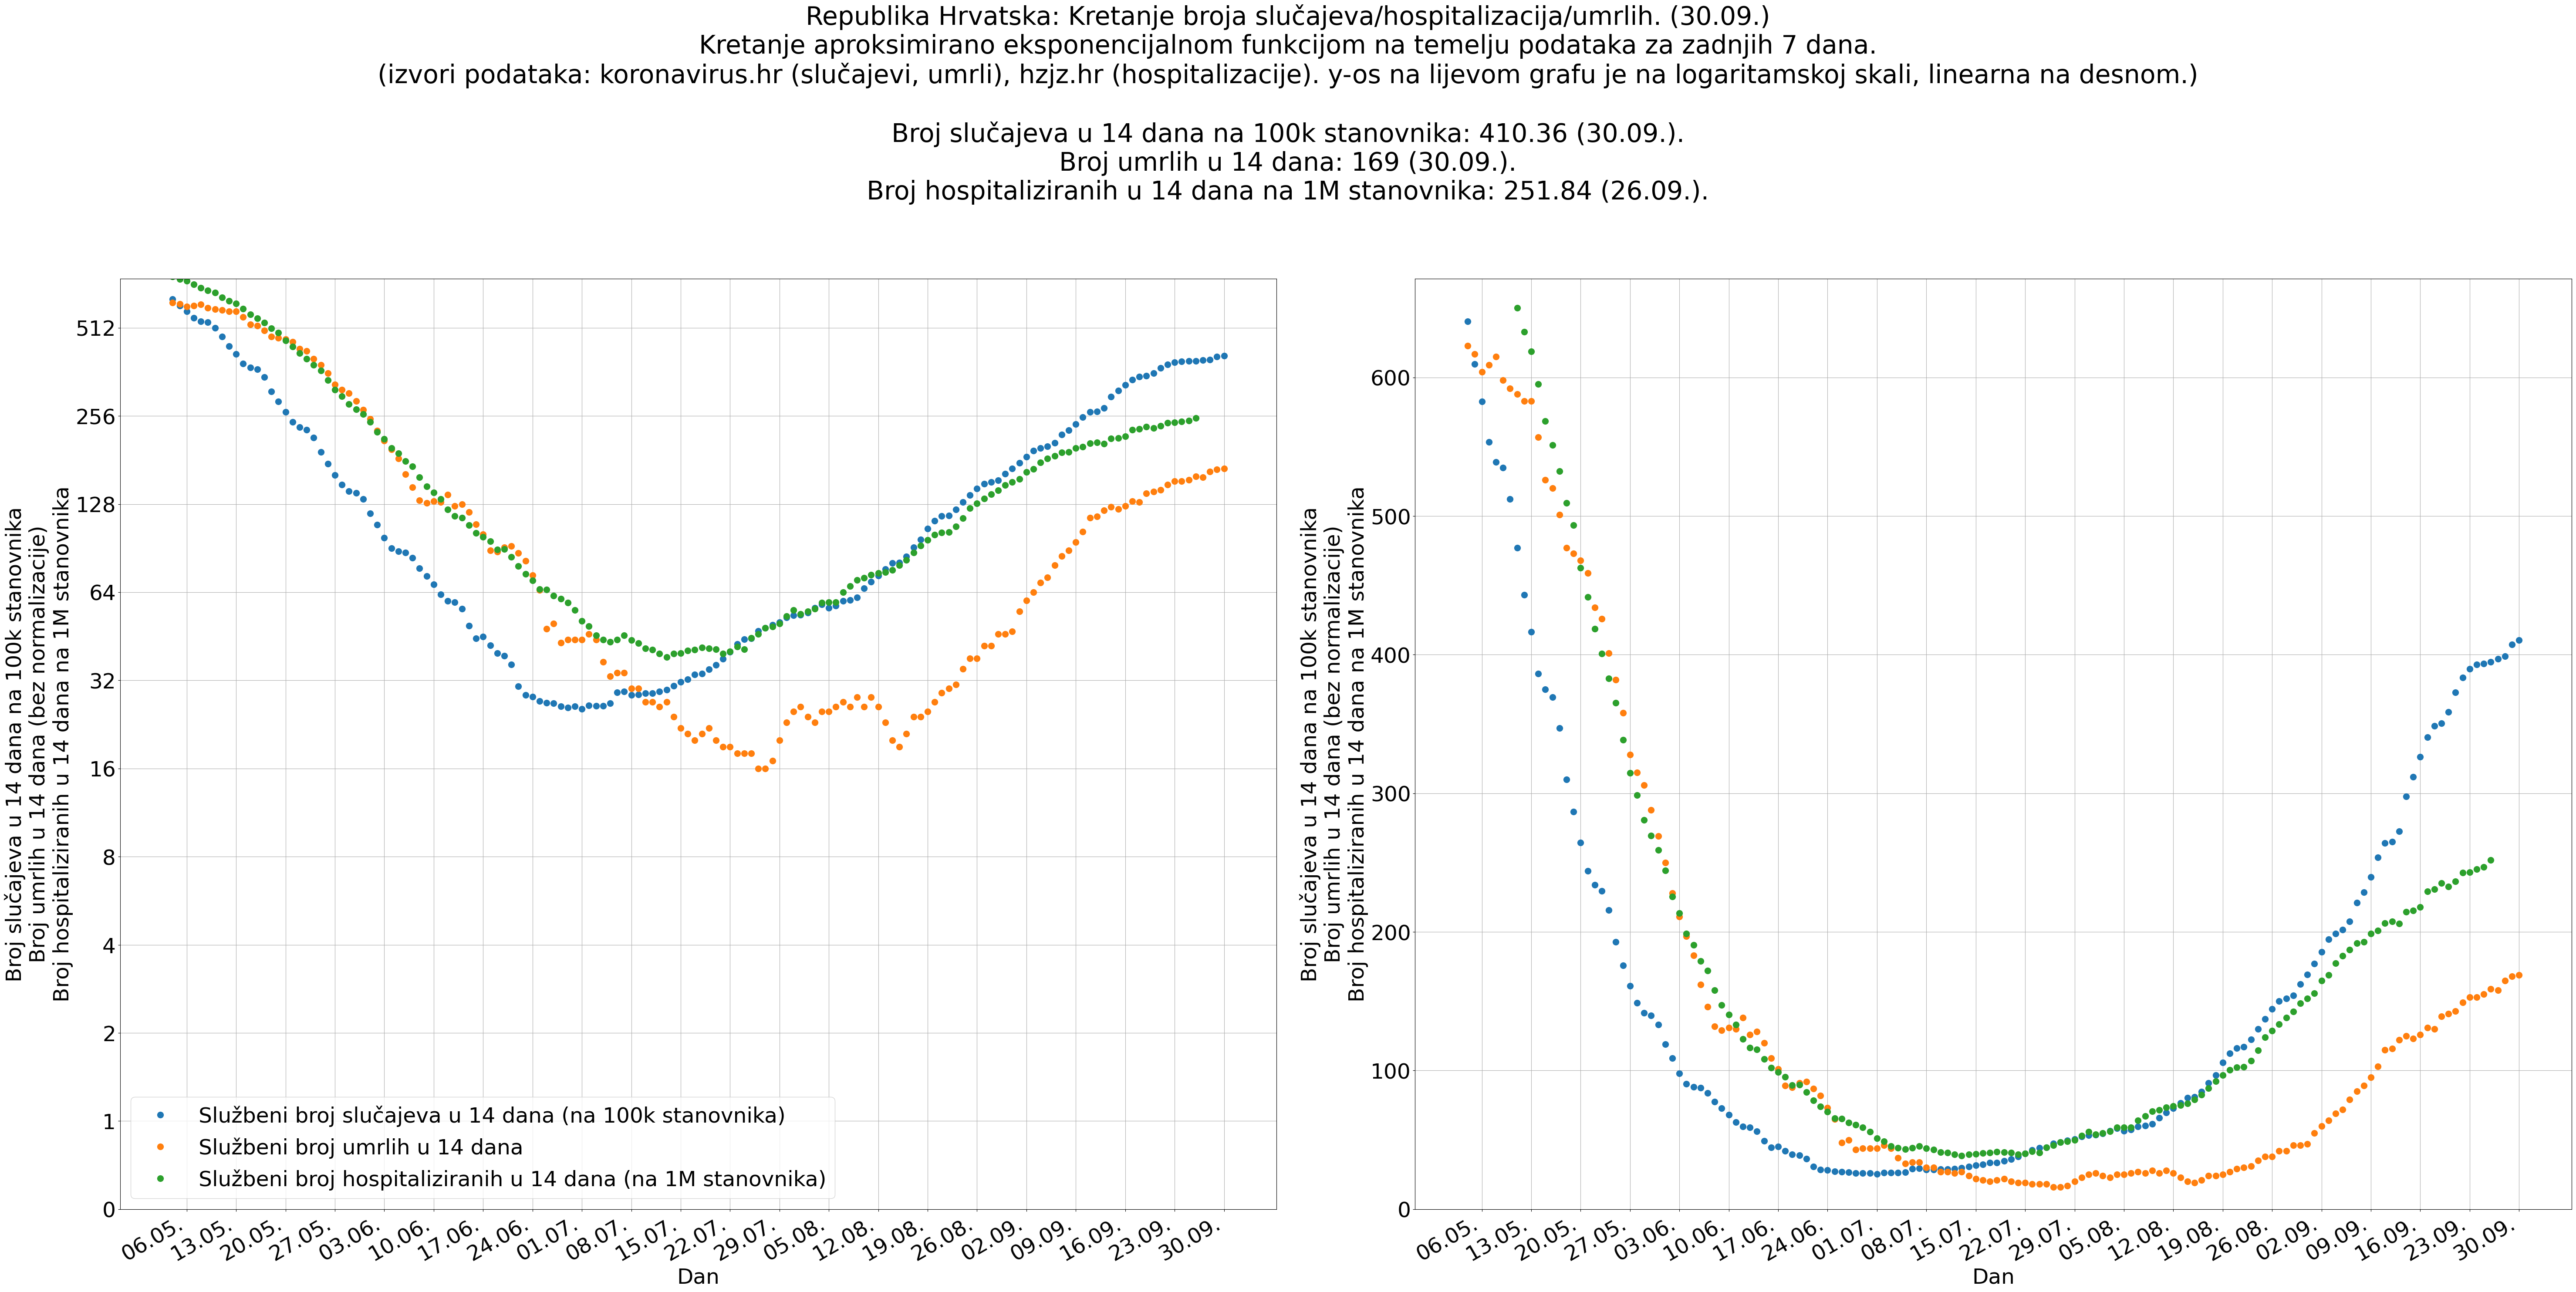 Republika Hrvatska: Kretanje broja slučajeva/hospitalizacija/umrlih. (30.09.)
Kretanje aproksimirano eksponencijalnom funkcijom na temelju podataka za zadnjih 7 dana.
(izvori podataka: koronavirus.hr (slučajevi, umrli), hzjz.hr (hospitalizacije). y-os na lijevom grafu je na logaritamskoj skali, linearna na desnom.)
Broj slučajeva u 14 dana na 100k stanovnika: 410.36 (30.09.).
Broj umrlih u 14 dana: 169 (30.09.).
Broj hospitaliziranih u 14 dana na 1M stanovnika: 251.84 (26.09.).
Broj slučajeva u 14 dana na 100k stanovnika
Broj umrlih u 14 dana (bez normalizacije)
Broj hospitaliziranih u 14 dana na 1M stanovnika
512
256
128
64
32
16
8
4
2
1
0
Službeni broj slučajeva u 14 dana (na 100k stanovnika)
Službeni broj umrlih u 14 dana
Službeni broj hospitaliziranih u 14 dana (na 1M stanovnika)
06.05. 13.05. 20.05. 27.05. 03.06. 10.06. 17.06. 24.06. 01.07. 08.07. 15.07. 22.07. 29.07. 05.08. 12.08. 19.08. 26.08. 02.09. 09.09. 16.09. 23.09. 30.09.
Dan
Broj slučajeva u 14 dana na 100k stanovnika
Broj umrlih u 14 dana (bez normalizacije)
Broj hospitaliziranih u 14 dana na 1M stanovnika
600
500
400
300
200
100
0
06.05. 13.05. 20.05. 27.05. 03.06. 10.06. 17.06. 24.06. 01.07. 08.07. 15.07. 22.07. 29.07. 05.08. 12.08. 19.08. 26.08. 02.09. 09.09. 16.09. 23.09. 30.09.
Dan